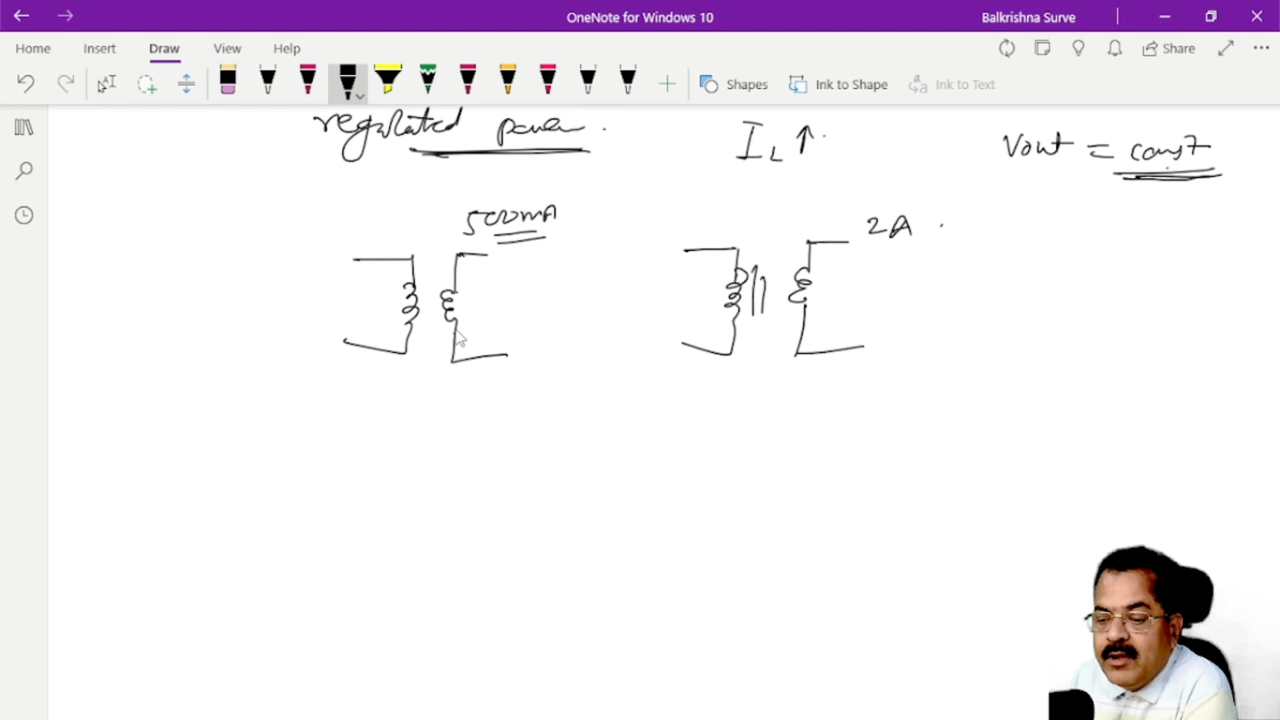 OneNote for Windows 10
Balkrishna Surve
Home Insert Draw View Help
Share
Shapes Ink to Shape Ink to Text
regulated power.
IL ↑
Vout = const
500mA
2A